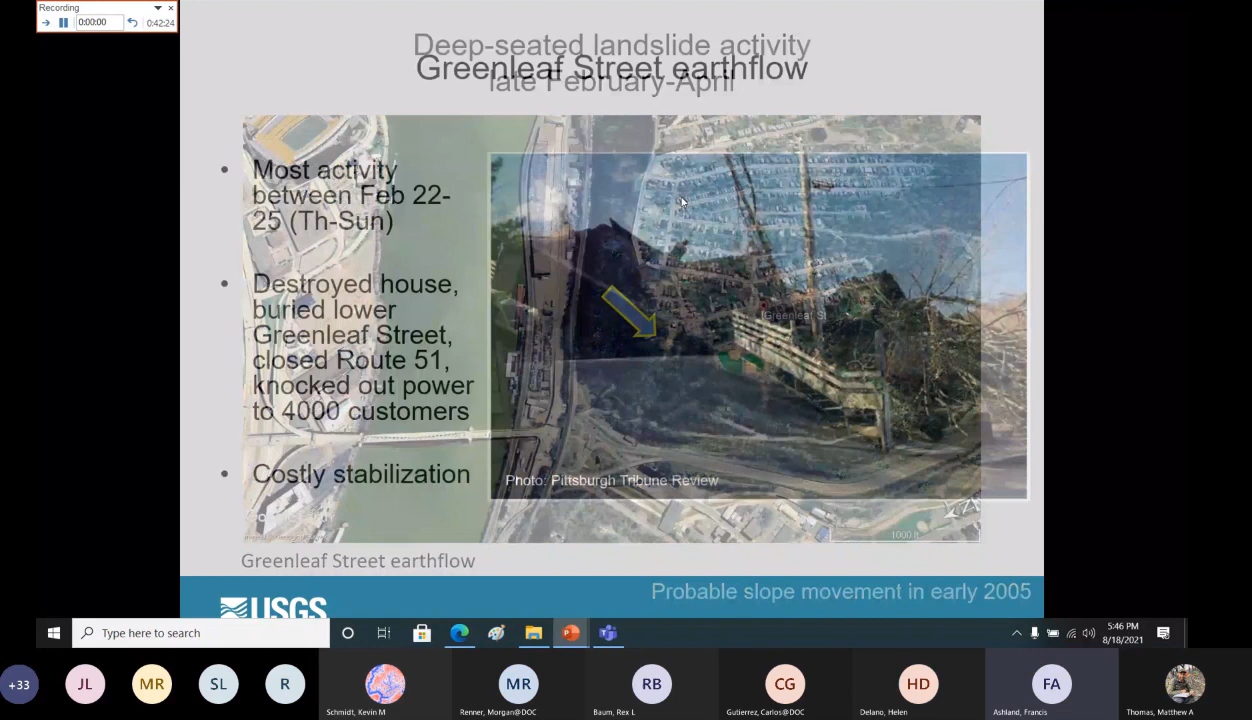 Recording
0:00:00
0:42:24
Deep-seated landslide activity
Greenleaf Street earthflow
late February-April
• Most activity
between Feb 22-
25 (Th-Sun)
• Destroyed house,
buried lower
Greenleaf Street,
closed Route 51,
knocked out power
to 4000 customers
• Costly stabilization
Greenleaf St
Photo: Pittsburgh Tribune Review
1000 ft
Greenleaf Street earthflow
Probable slope movement in early 2005
USGS
Type here to search
5:46 PM
8/18/2021
+33
JL
MR
SL
R
Schmidt, Kevin M
MR
Renner, Morgan@DOC
RB
Baum, Rex L
CG
Gutierrez, Carlos@DOC
HD
Delano, Helen
FA
Ashland, Francis
Thomas, Matthew A